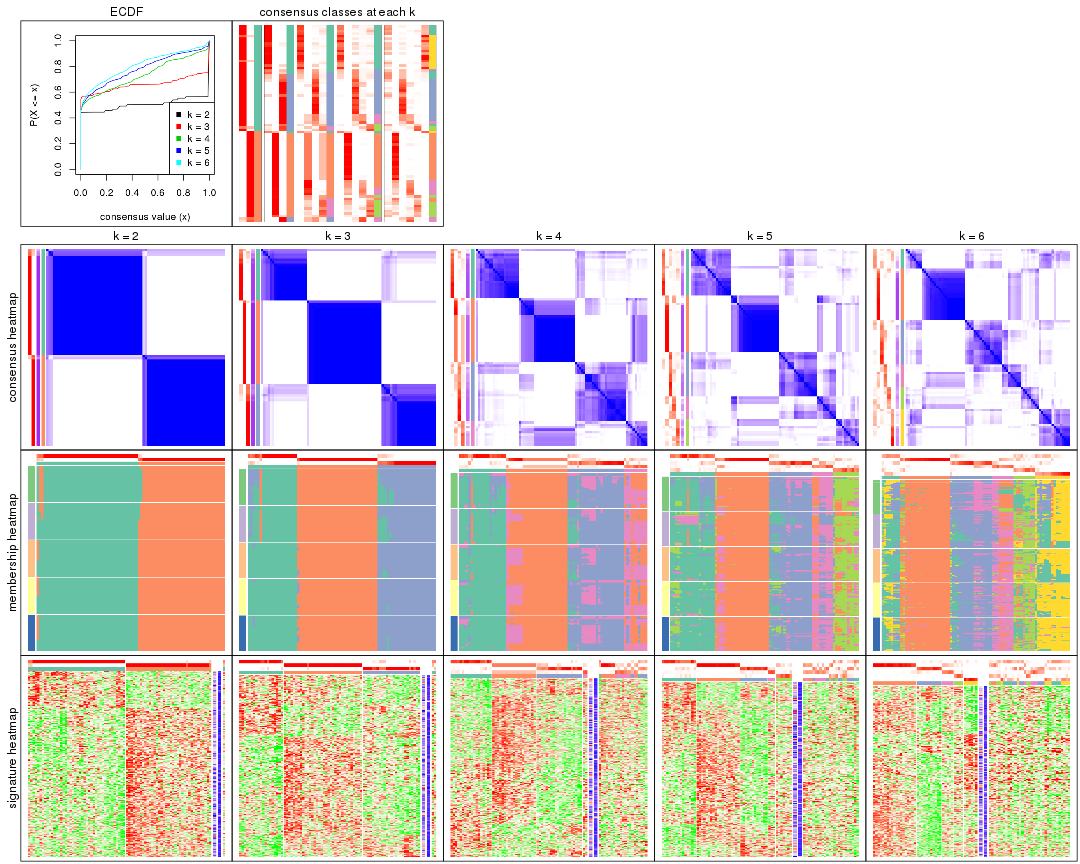 ECDF
consensus classes at each k
P(X <= x)
0.0 0.2 0.4 0.6 0.8 1.0
k = 2
k = 3
k = 4
k = 5
k = 6
0.0 0.2 0.4 0.6 0.8 1.0
consensus value (x)
k = 2
k = 3
k = 4
k = 5
k = 6
consensus heatmap
membership heatmap
signature heatmap